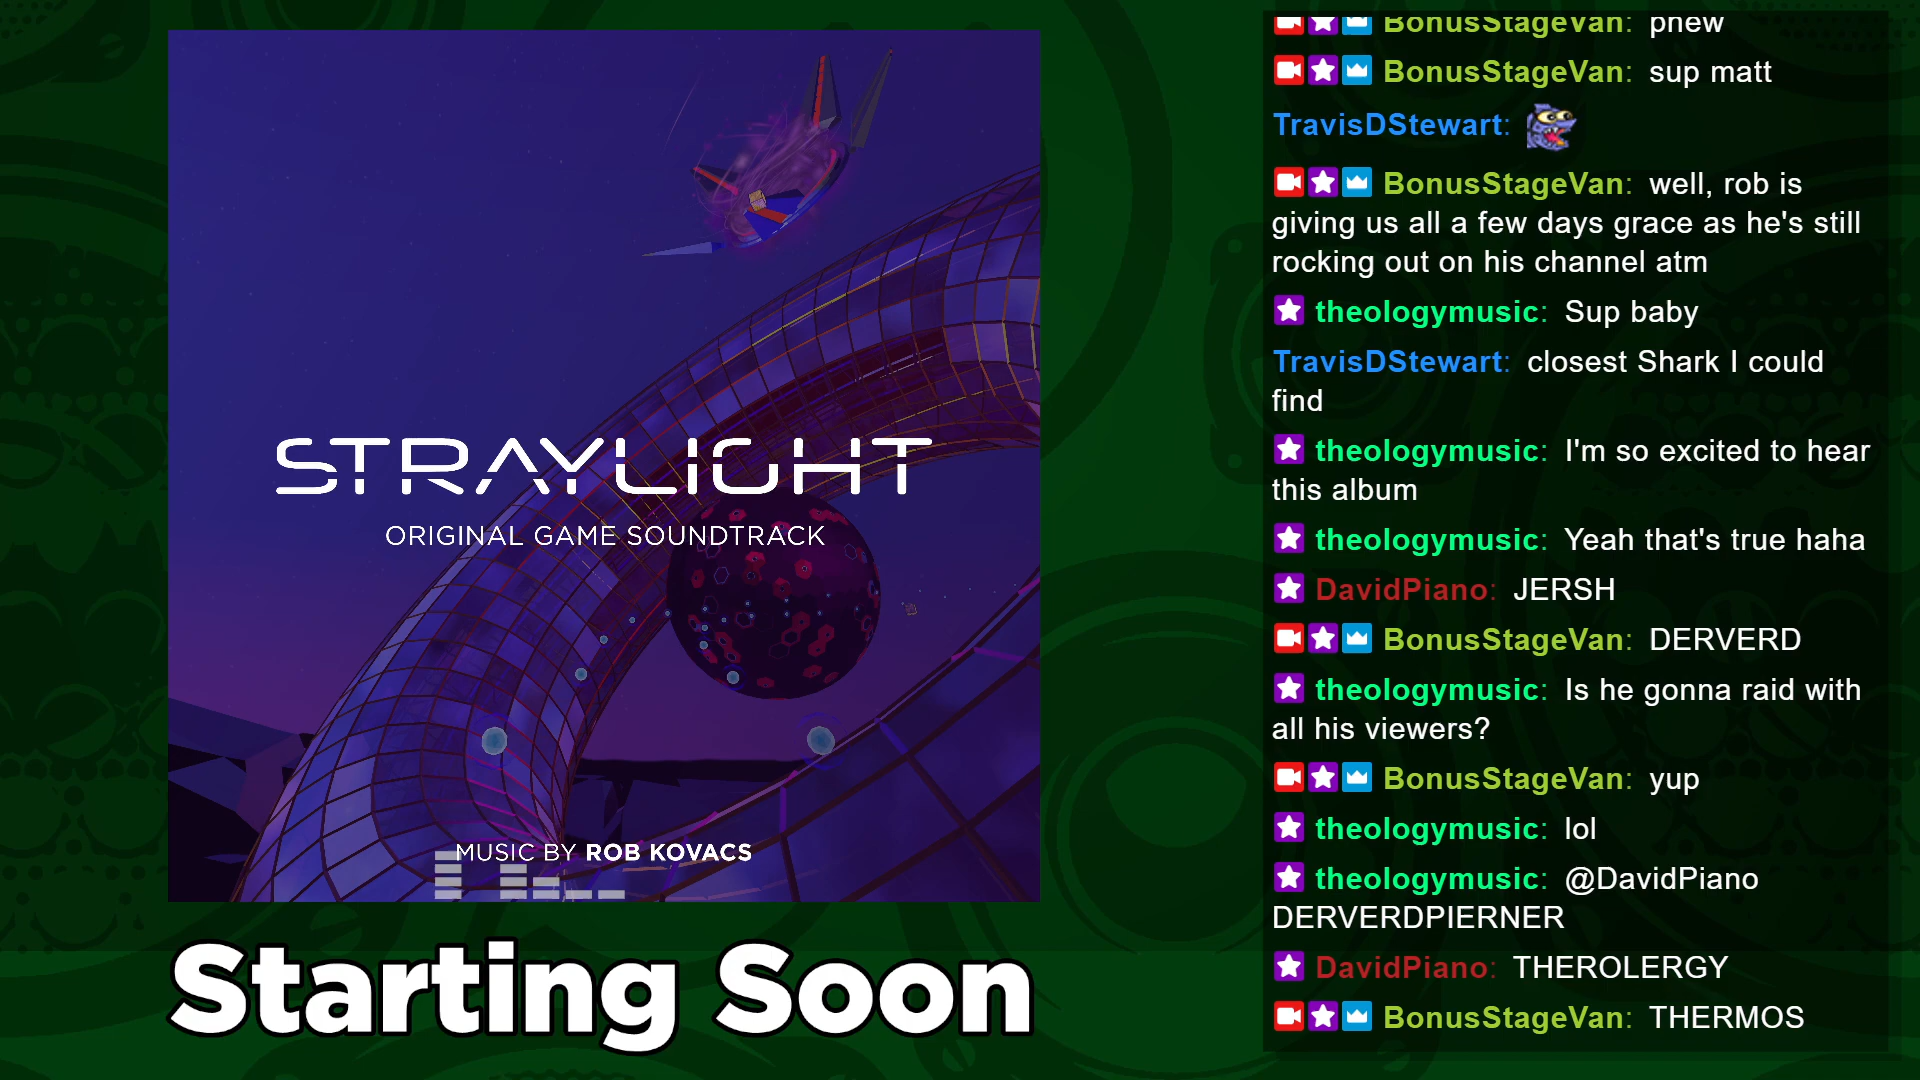 STRAYLIGHT
ORIGINAL GAME SOUNDTRACK
MUSIC BY ROB KOVACS
Starting Soon
BonusStageVan: phew
BonusStageVan: sup matt
TravisDStewart:
BonusStageVan: well, rob is
giving us all a few days grace as he's still
rocking out on his channel atm
theologymusic: Sup baby
TravisDStewart: closest Shark I could
find
theologymusic: I'm so excited to hear
this album
theologymusic: Yeah that's true haha
DavidPiano: JERSH
BonusStageVan: DERVERD
theologymusic: Is he gonna raid with
all his viewers?
BonusStageVan: yup
theologymusic: lol
theologymusic: @DavidPiano
DERVERDPIERNER
DavidPiano: THEROLERGY
BonusStageVan: THERMOS